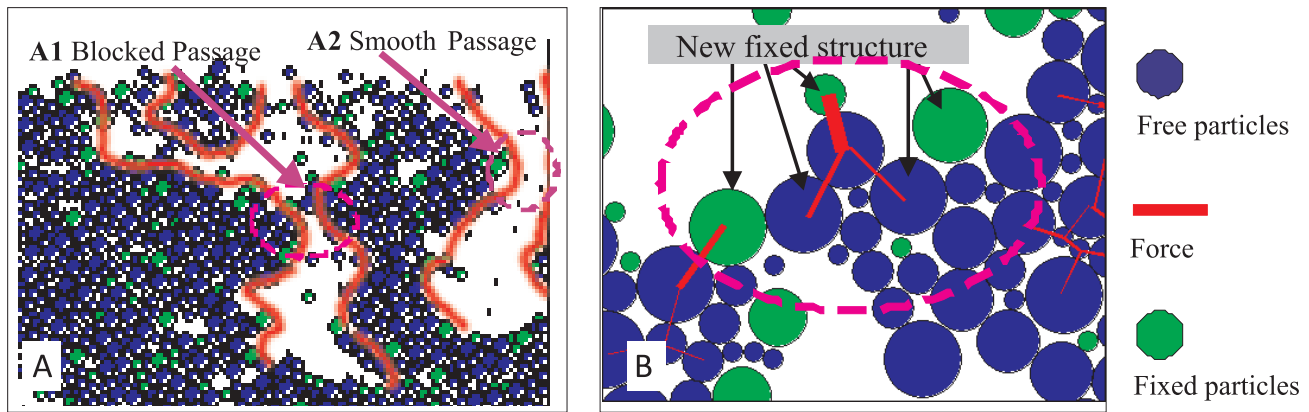 A1 Blocked Passage
A2 Smooth Passage
A
New fixed structure
B
Free particles
Force
Fixed particles